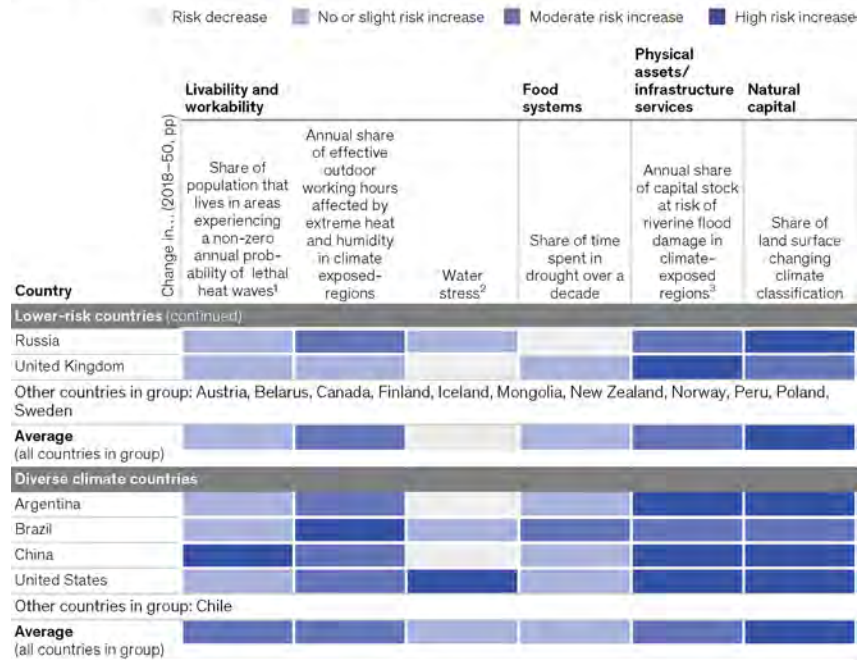 Risk decrease No or slight risk increase Moderate risk increase High risk increase
Livability and
workability
Food
systems
Physical
assets/
infrastructure
services
Natural
capital
Country
Change in... (2018–50, pp)
Share of
population that
lives in areas
experiencing
a non-zero
annual prob-
ability of lethal
heat waves¹
Annual share
of effective
outdoor
working hours
affected by
extreme heat
and humidity
in climate
exposed-
regions
Water
stress²
Share of time
spent in
drought over a
decade
Annual share
of capital stock
at risk of
riverine flood
damage in
climate-
exposed
regions³
Share of
land surface
changing
climate
classification
Lower-risk countries (continued)
Russia
United Kingdom
Other countries in group: Austria, Belarus, Canada, Finland, Iceland, Mongolia, New Zealand, Norway, Peru, Poland,
Sweden
Average
(all countries in group)
Diverse climate countries
Argentina
Brazil
China
United States
Other countries in group: Chile
Average
(all countries in group)